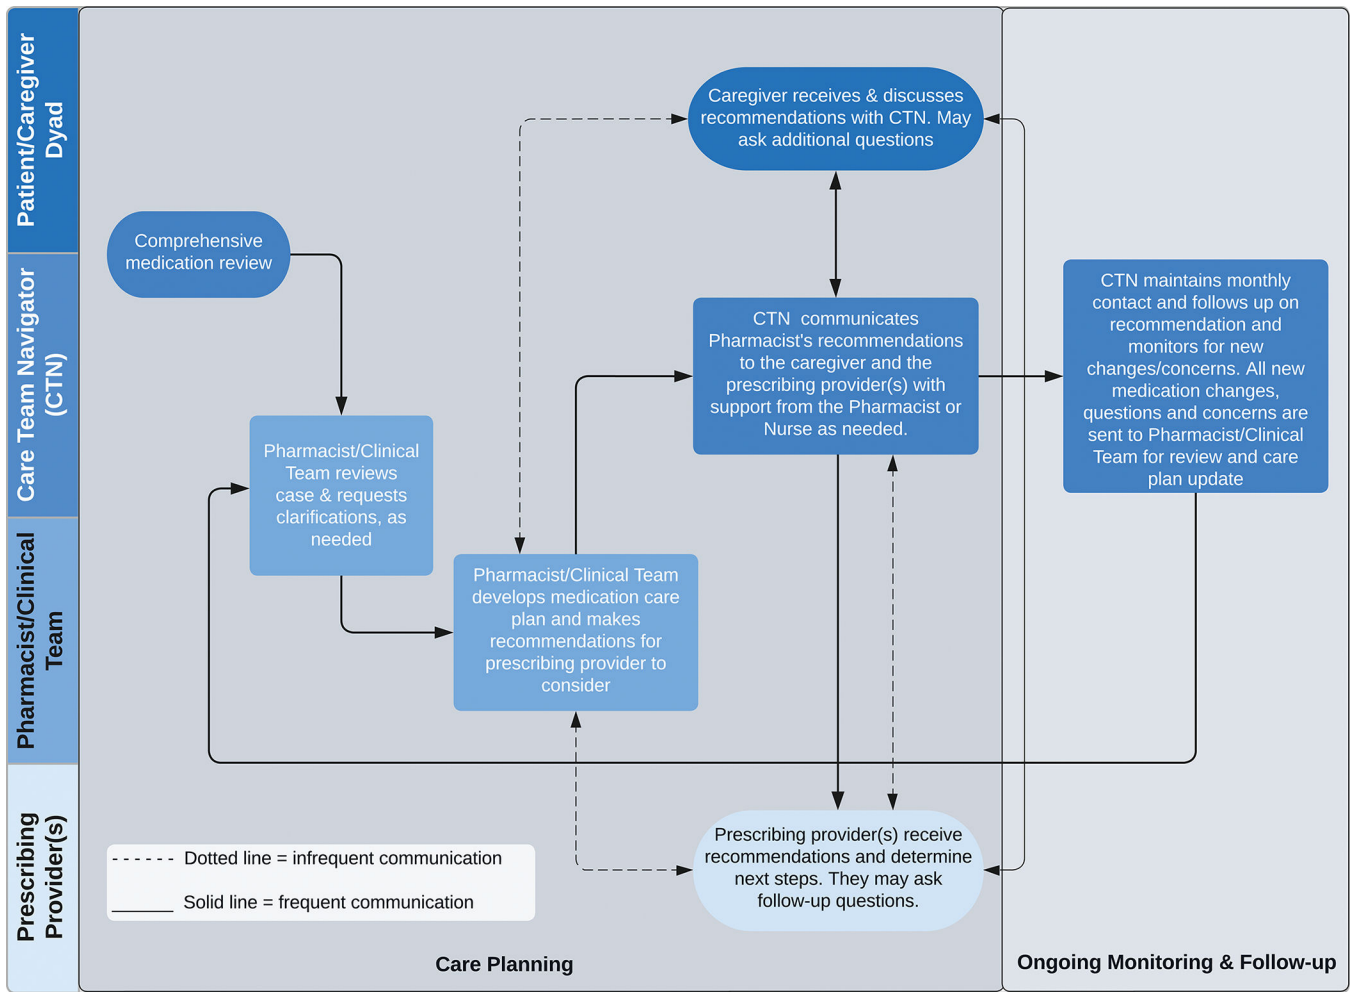 Patient/Caregiver
Dyad
Care Team Navigator
(CTN)
Pharmacist/Clinical
Team
Prescribing
Provider(s)
Comprehensive
medication review
Pharmacist/Clinical
Team reviews
case & requests
clarifications, as
needed
Pharmacist/Clinical Team
develops medication care
plan and makes
recommendations for
prescribing provider to
consider
Caregiver receives & discusses
recommendations with CTN. May
ask additional questions
CTN  communicates
Pharmacist's recommendations
to the caregiver and the
prescribing provider(s) with
support from the Pharmacist or
Nurse as needed.
Prescribing provider(s) receive
recommendations and determine
next steps. They may ask
follow-up questions.
CTN maintains monthly
contact and follows up on
recommendation and
monitors for new
changes/concerns. All new
medication changes,
questions and concerns are
sent to Pharmacist/Clinical
Team for review and care
plan update
Dotted line = infrequent communication
Solid line = frequent communication
Care Planning
Ongoing Monitoring & Follow-up